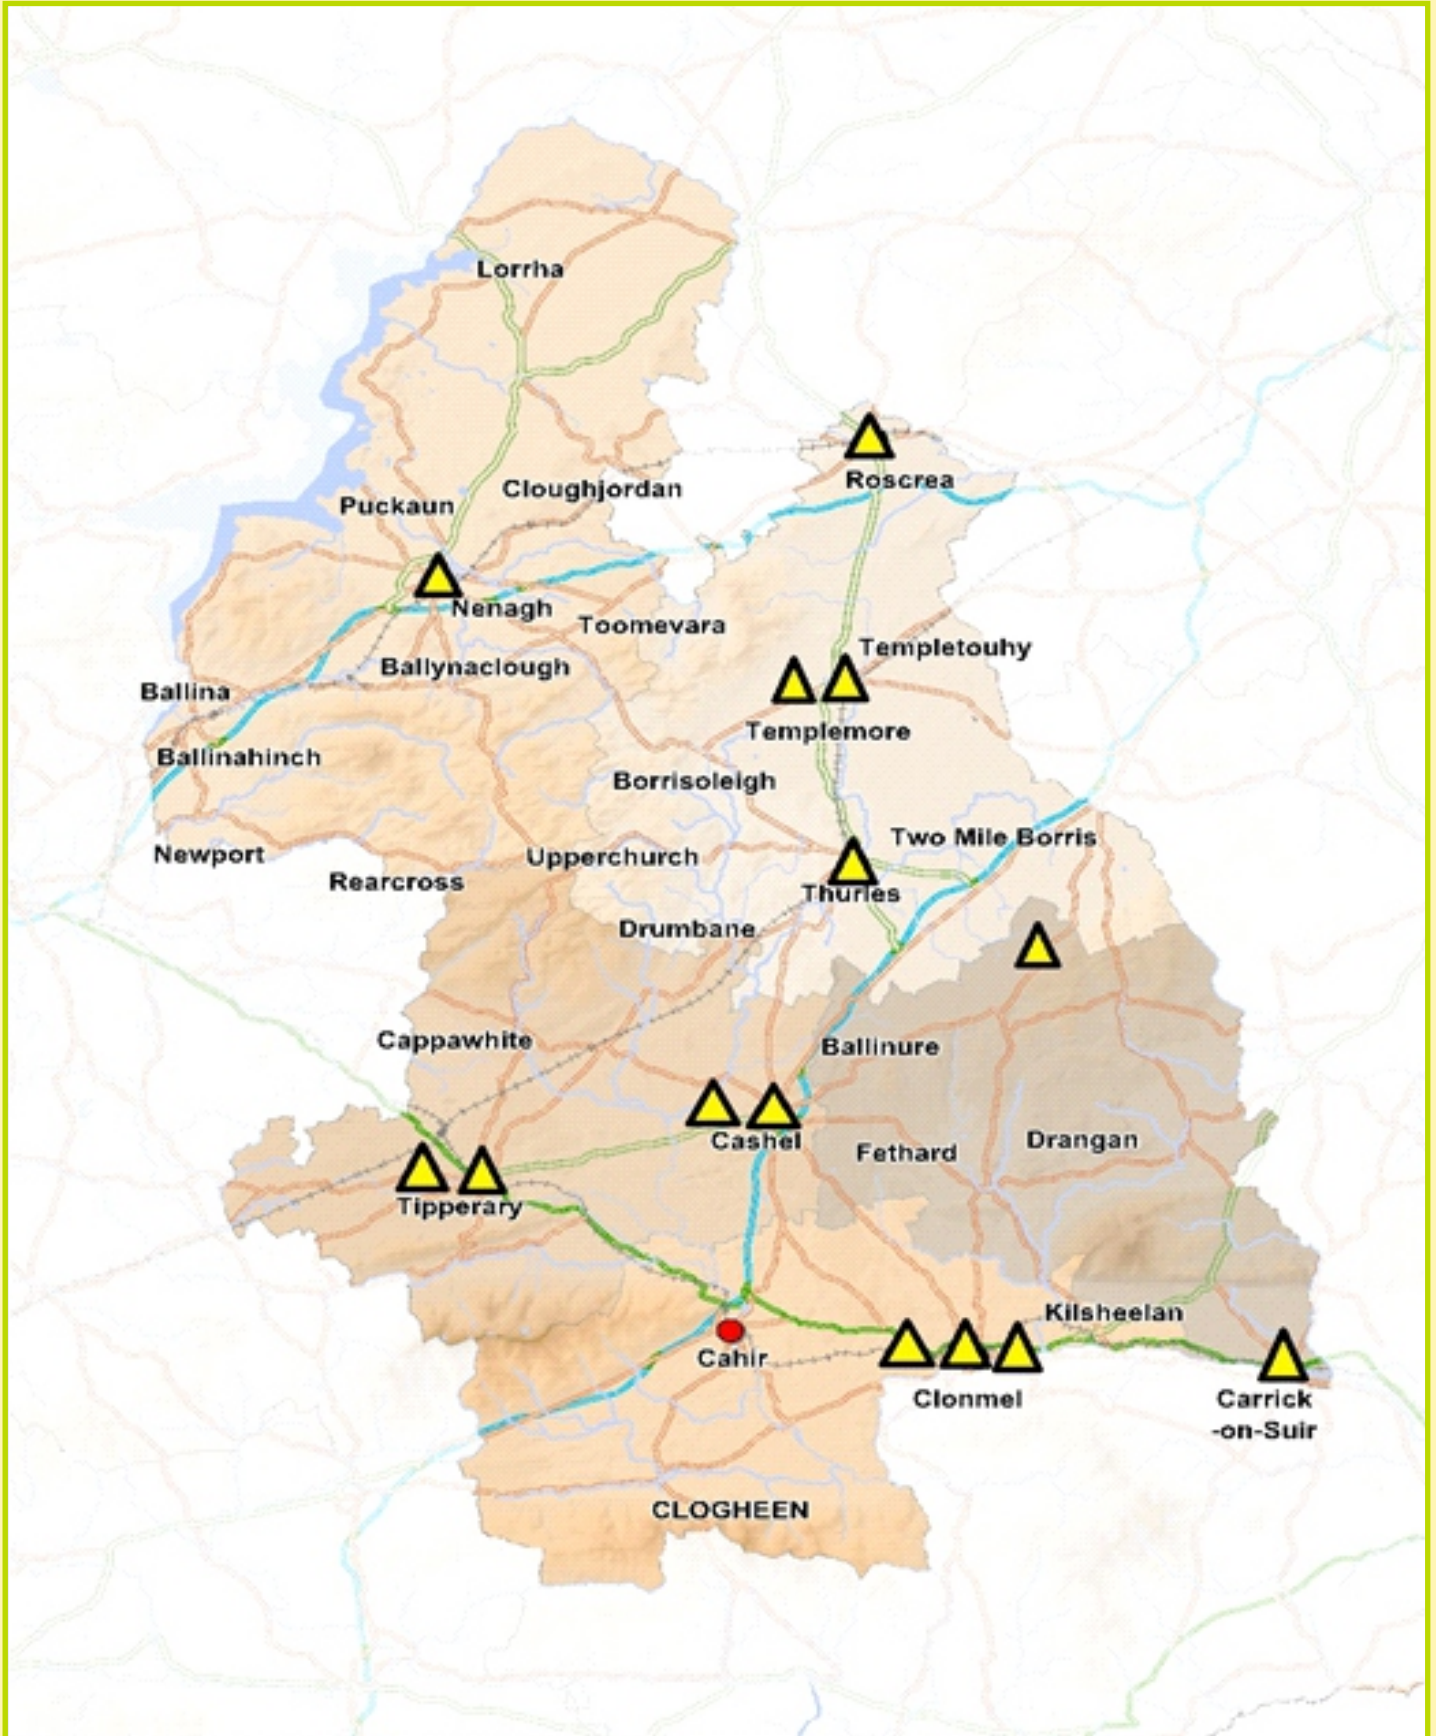 Lorrha
Roscrea
Cloughjordan
Puckaun
Nenagh
Toomevara
Templetouhy
Ballynaclough
Ballina
Templemore
Ballinahinch
Borrisoleigh
Two Mile Borris
Newport
Upperchurch
Rearcross
Thurles
Drumbane
Cappawhite
Ballinure
Cashel
Drangan
Fethard
Tipperary
Kilsheelan
Cahir
Clonmel
Carrick
-on-Suir
CLOGHEEN